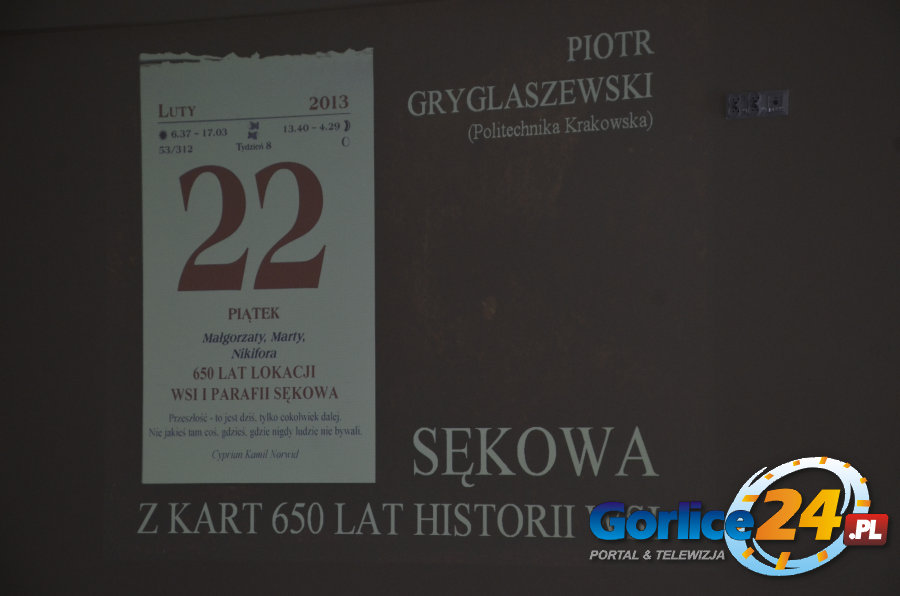 LUTY 2013
6.37 - 17.03 13.40 - 4.29
53/312 Tydzień 8
22
PIĄTEK
Małgorzaty, Marty,
Nikifora
650 LAT LOKACJI
WSI I PARAFII SĘKOWA
Przeszłość - to jest dziś, tylko cokolwiek dalej.
Nie jakieś tam coś, gdzieś, gdzie nigdy ludzie nie bywali.
Cyprian Kamil Norwid
PIOTR
GRYGLASZEWSKI
(Politechnika Krakowska)
SĘKOWA
Z KART 650 LAT HISTORII WSI
Gorlice24.PL
PORTAL & TELEWIZJA